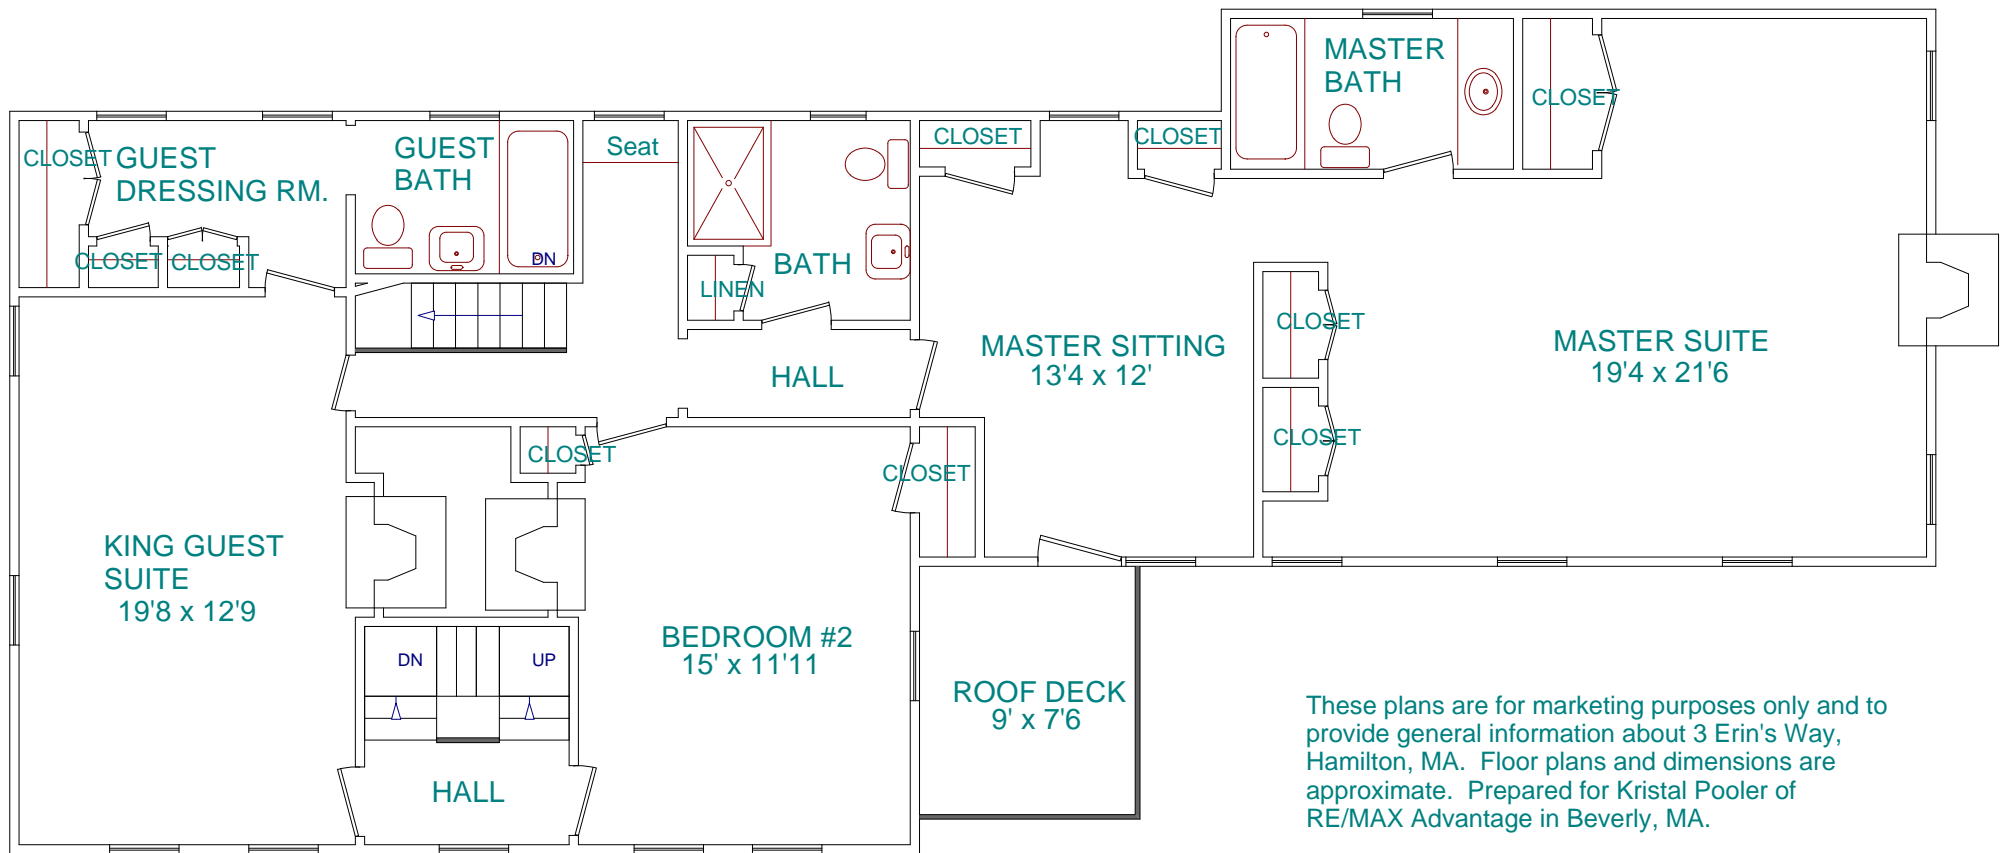 MASTER
BATH
CLOSET
CLOSET
GUEST
DRESSING RM.
GUEST
BATH
Seat
CLOSET
CLOSET
CLOSET
CLOSET
DN
BATH
LINEN
MASTER SITTING
13'4 x 12'
HALL
CLOSET
CLOSET
MASTER SUITE
19'4 x 21'6
CLOSET
CLOSET
KING GUEST
SUITE
19'8 x 12'9
DN
UP
BEDROOM #2
15' x 11'11
ROOF DECK
9' x 7'6
HALL
These plans are for marketing purposes only and to
provide general information about 3 Erin's Way,
Hamilton, MA.  Floor plans and dimensions are
approximate.  Prepared for Kristal Pooler of
RE/MAX Advantage in Beverly, MA.